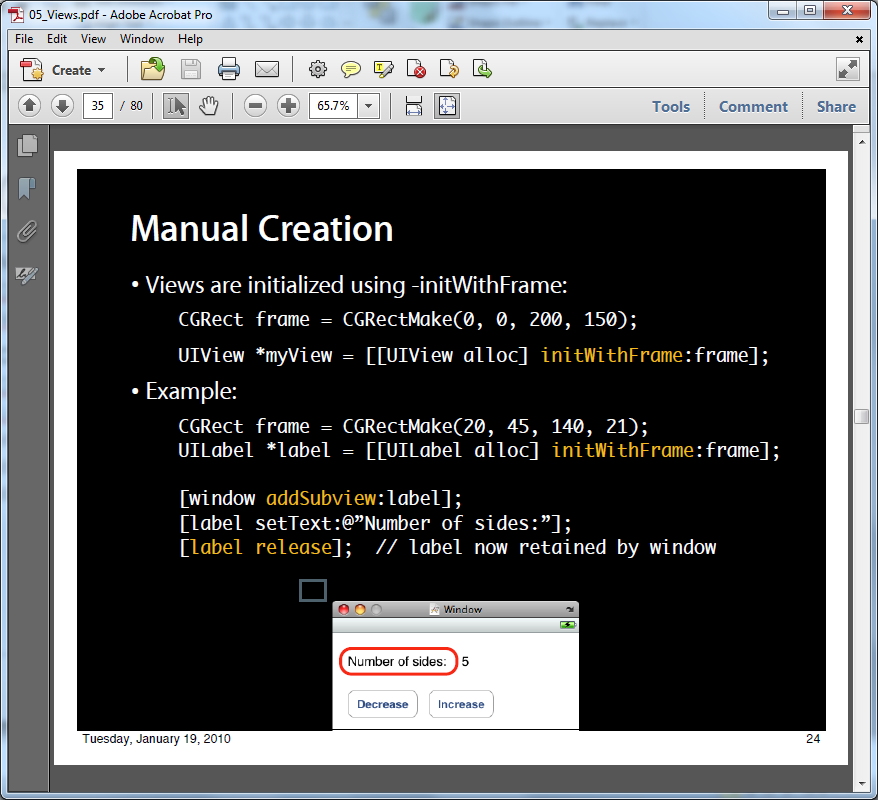 05_Views.pdf - Adobe Acrobat Pro
File Edit View Window Help
Create
35 / 80 65.7% Tools Comment Share
Manual Creation
• Views are initialized using -initWithFrame:
CGRect frame = CGRectMake(0, 0, 200, 150);
UIView *myView = [[UIView alloc] initWithFrame:frame];
• Example:
CGRect frame = CGRectMake(20, 45, 140, 21);
UILabel *label = [[UILabel alloc] initWithFrame:frame];
[window addSubview:label];
[label setText:@”Number of sides:”];
[label release]; // label now retained by window
Window
Number of sides: 5
Decrease Increase
Tuesday, January 19, 2010 24